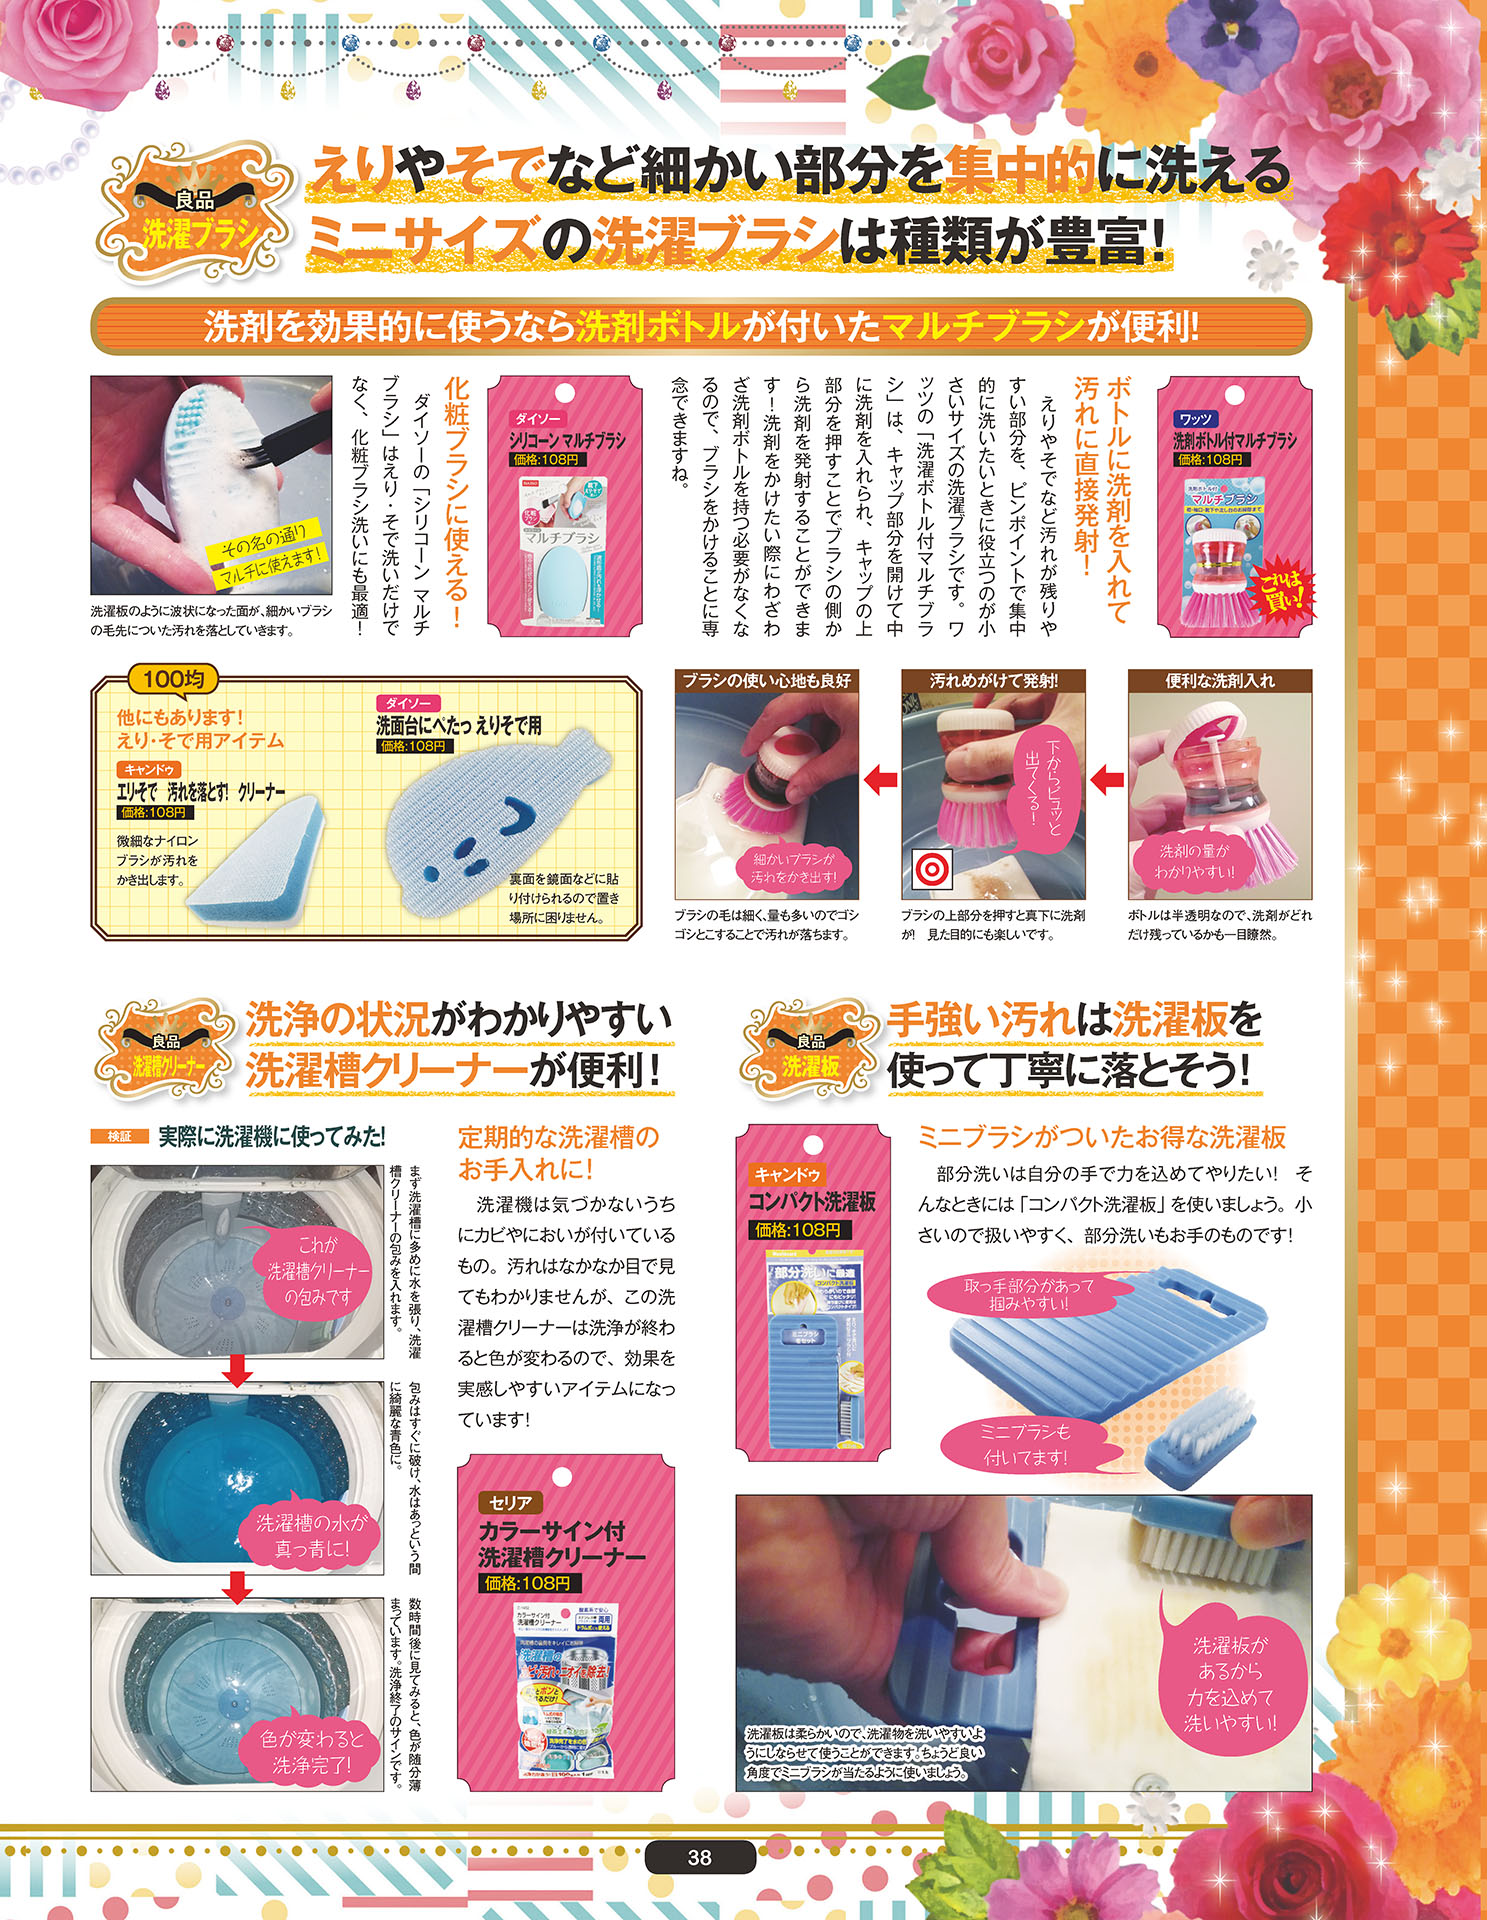 良品
洗濯ブラシ
えりやそでなど細かい部分を集中的に洗える
ミニサイズの洗濯ブラシは種類が豊富！
洗剤を効果的に使うなら洗剤ボトルが付いたマルチブラシが便利！
ワッツ
洗剤ボトル付マルチブラシ
価格：108円
マルチブラシ
これは
買い！
ボトルに洗剤を入れて
汚れに直接発射！
えりやそでなど汚れが残りや
すい部分を、ピンポイントで集中
的に洗いたいときに役立つのが小
さいサイズの洗濯ブラシです。ワ
ッツの「洗濯ボトル付マルチブラ
シ」は、キャップ部分を開けて中
に洗剤を入れられ、キャップの上
部分を押すことでブラシの側か
ら洗剤を発射することができま
す！洗剤をかけたい際にわざわ
ざ洗剤ボトルを持つ必要がなくな
るので、ブラシをかけることに専
念できますね。
ダイソー
シリコーン マルチブラシ
価格：108円
マルチブラシ
化粧ブラシに使える！
ダイソーの「シリコーン マルチ
ブラシ」はえり・そで洗いだけで
なく、化粧ブラシ洗いにも最適！
その名の通り
マルチに使えます！
洗濯板のように波状になった面が、細かいブラシ
の毛先についた汚れを落としていきます。
便利な洗剤入れ
洗剤の量が
わかりやすい！
ボトルは半透明なので、洗剤がどれ
だけ残っているかも一目瞭然。
汚れめがけて発射！
下からピュッと
出てくる！
ブラシの上部分を押すと真下に洗剤
が！ 見た目的にも楽しいです。
ブラシの使い心地も良好
細かいブラシが
汚れをかき出す！
ブラシの毛は細く、量も多いのでゴシ
ゴシとこすることで汚れが落ちます。
100均
他にもあります！
えり・そで用アイテム
キャンドゥ
エリ・そで 汚れを落とす！ クリーナー
価格：108円
微細なナイロン
ブラシが汚れを
かき出します。
ダイソー
洗面台にぺたっ えりそで用
価格：108円
裏面を鏡面などに貼
り付けられるので置き
場所に困りません。
良品
洗濯槽クリーナー
洗浄の状況がわかりやすい
洗濯槽クリーナーが便利！
検証
実際に洗濯機に使ってみた！
これが
洗濯槽クリーナー
の包みです
まず洗濯槽に多めに水を張り、洗濯
槽クリーナーの包みを入れます。
洗濯槽の水が
真っ青に！
包みはすぐに破け、水はあっという間
に綺麗な青色に。
色が変わると
洗浄完了！
数時間後に見てみると、色が随分薄
まっています。洗浄終了のサインです。
定期的な洗濯槽の
お手入れに！
洗濯機は気づかないうち
にカビやにおいが付いている
もの。汚れはなかなか目で見
てもわかりませんが、この洗
濯槽クリーナーは洗浄が終わ
ると色が変わるので、効果を
実感しやすいアイテムになっ
ています！
セリア
カラーサイン付
洗濯槽クリーナー
価格：108円
カラーサイン付
洗濯槽クリーナー
良品
洗濯板
手強い汚れは洗濯板を
使って丁寧に落とそう！
キャンドゥ
コンパクト洗濯板
価格：108円
部分洗いに最適
コンパクト洗濯板
ミニブラシ
をセット
ミニブラシがついたお得な洗濯板
部分洗いは自分の手で力を込めてやりたい！ そ
んなときには「コンパクト洗濯板」を使いましょう。小
さいので扱いやすく、部分洗いもお手のものです！
取っ手部分があって
掴みやすい！
ミニブラシも
付いてます！
洗濯板が
あるから
力を込めて
洗いやすい！
洗濯板は柔らかいので、洗濯物を洗いやすいよ
うにしならせて使うことができます。ちょうど良い
角度でミニブラシが当たるように使いましょう。
38